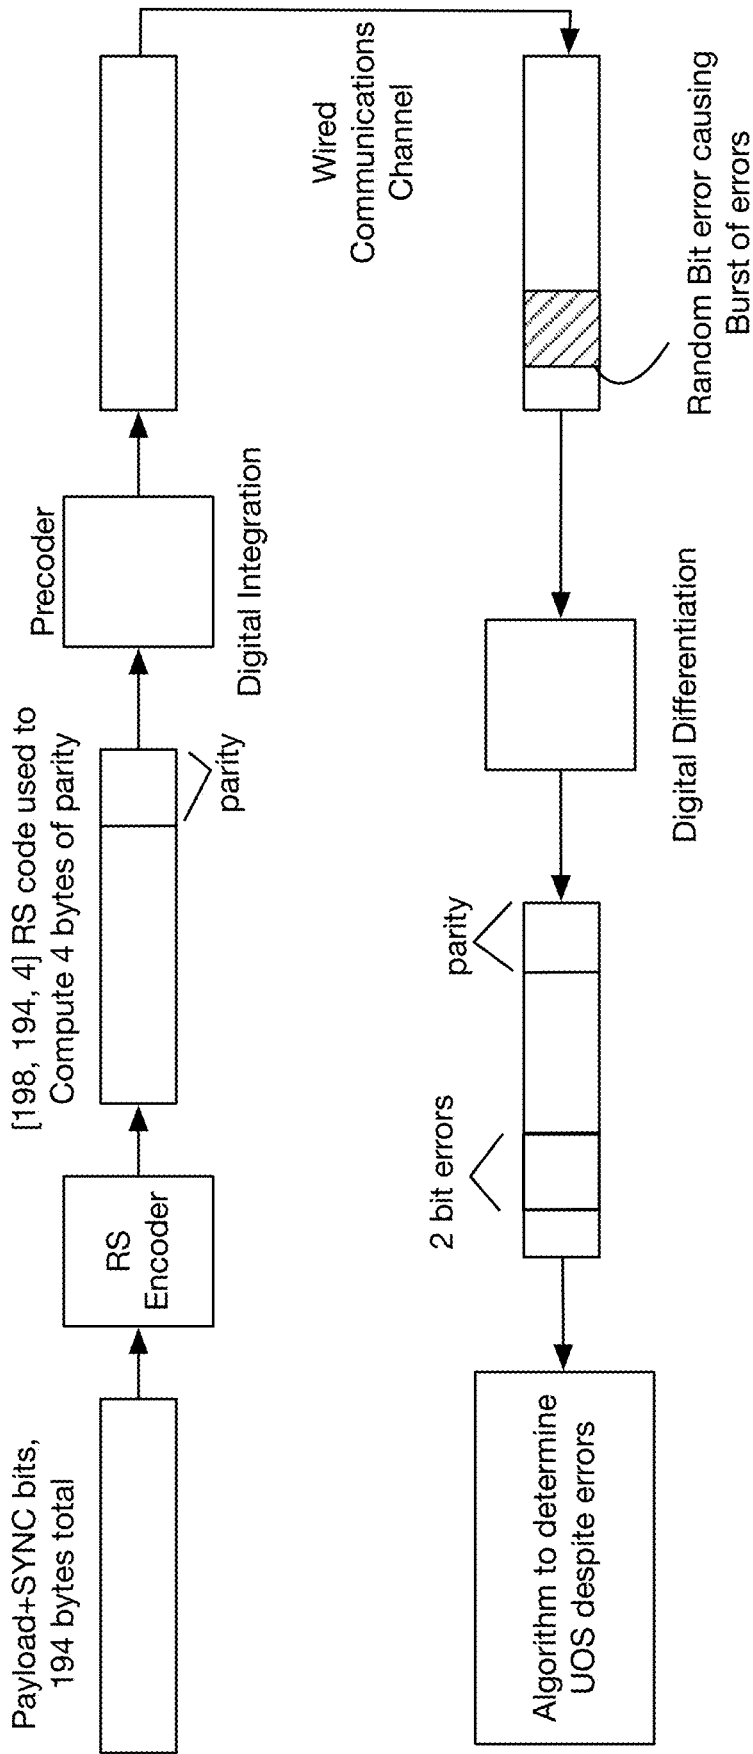 Payload+SYNC bits,
194 bytes total
RS
Encoder
[198, 194, 4] RS code used to
Compute 4 bytes of parity
parity
Precoder
Digital Integration
Wired
Communications
Channel
Random Bit error causing
Burst of errors
Digital Differentiation
parity
2 bit errors
Algorithm to determine
UOS despite errors